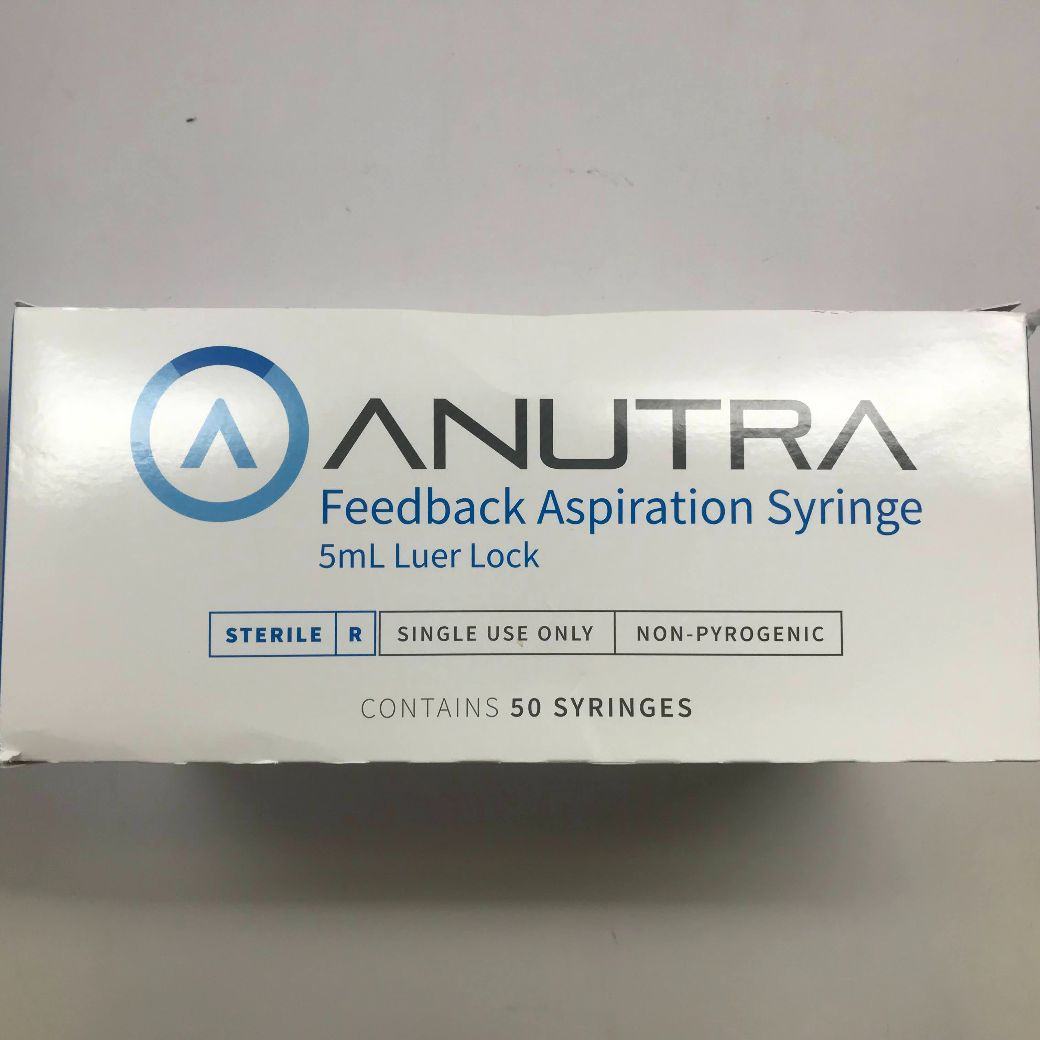 ANUTRA
Feedback Aspiration Syringe
5mL Luer Lock
STERILE R SINGLE USE ONLY NON-PYROGENIC
CONTAINS 50 SYRINGES